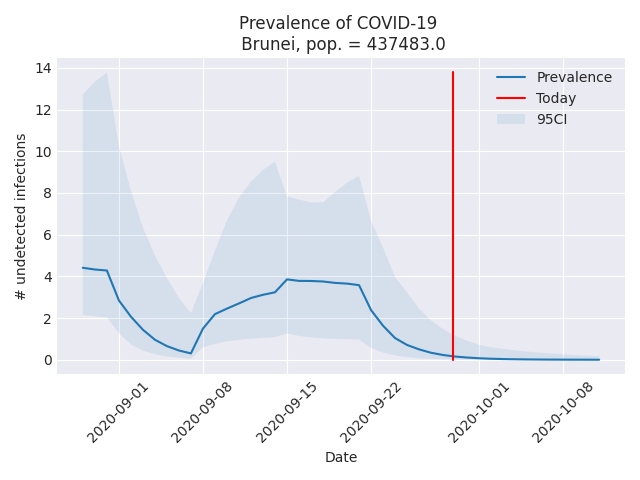 Prevalence of COVID-19
Brunei, pop. = 437483.0
14
12
10
8
6
4
2
0
# undetected infections
Prevalence
Today
95CI
2020-09-01
2020-09-08
2020-09-15
2020-09-22
2020-10-01
2020-10-08
Date